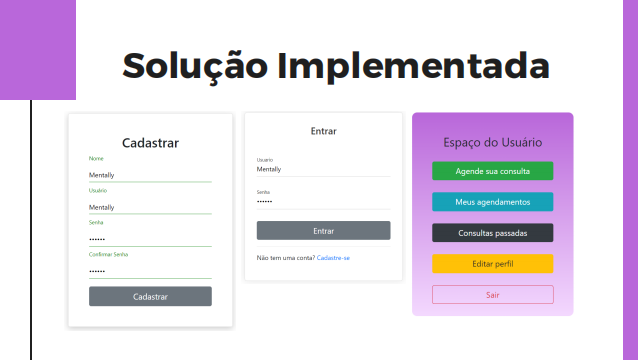 Solução Implementada
Cadastrar
Nome
Mentally
Usuário
Mentally
Senha
••••••
Confirmar Senha
••••••
Cadastrar
Entrar
Usuário
Mentally
Senha
••••••
Entrar
Não tem uma conta? Cadastre-se
Espaço do Usuário
Agende sua consulta
Meus agendamentos
Consultas passadas
Editar perfil
Sair